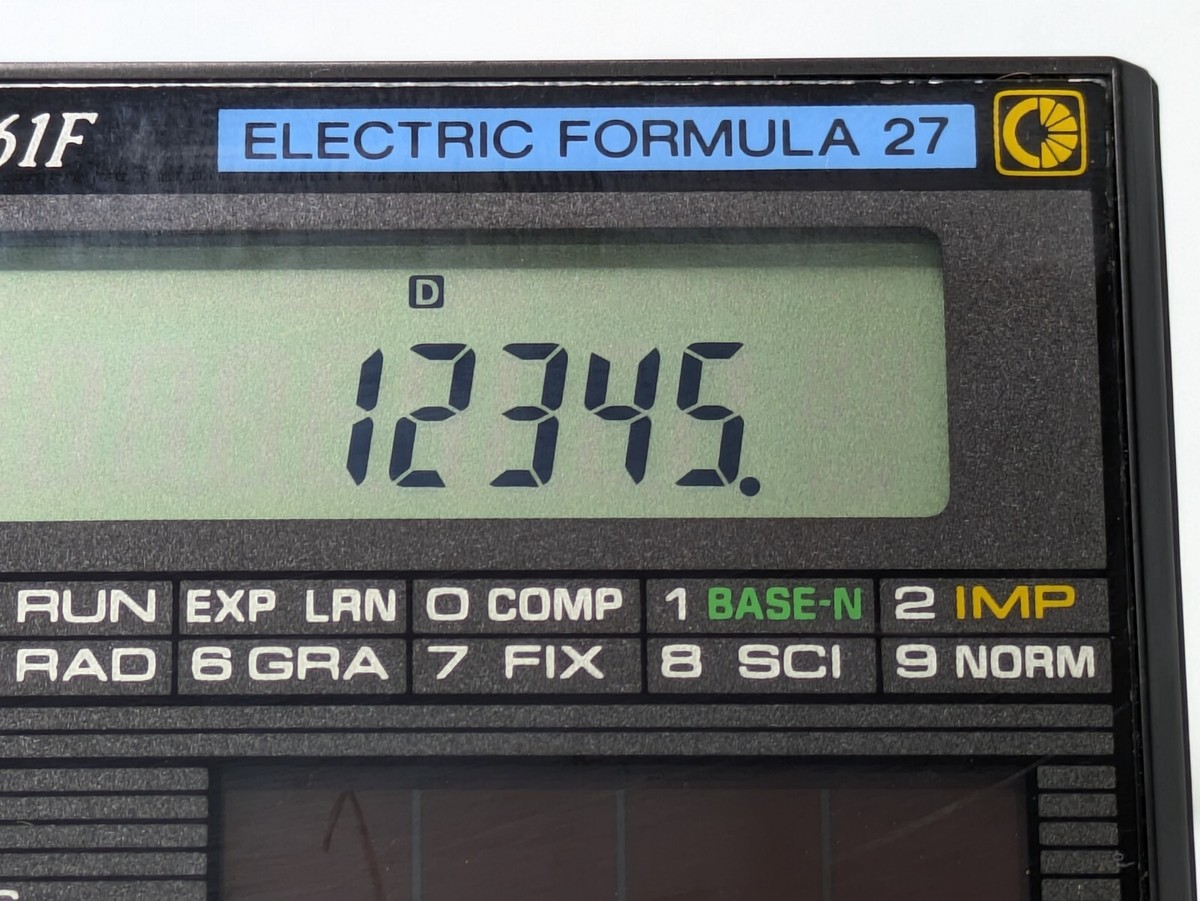 61F ELECTRIC FORMULA 27
D
12345.
RUN EXP LRN 0 COMP 1 BASE-N 2 IMP
RAD 6 GRA 7 FIX 8 SCI 9 NORM